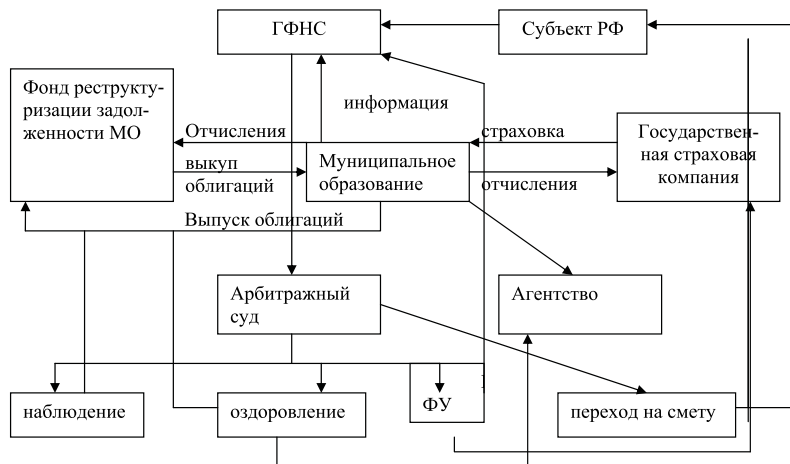 ГФНС
Субъект РФ
Фонд реструкту-
ризации задол-
женности МО
информация
Отчисления
страховка
Государствен-
ная страховая
компания
выкуп
облигаций
Муниципальное
образование
отчисления
Выпуск облигаций
Арбитражный
суд
Агентство
наблюдение
оздоровление
ФУ
переход на смету